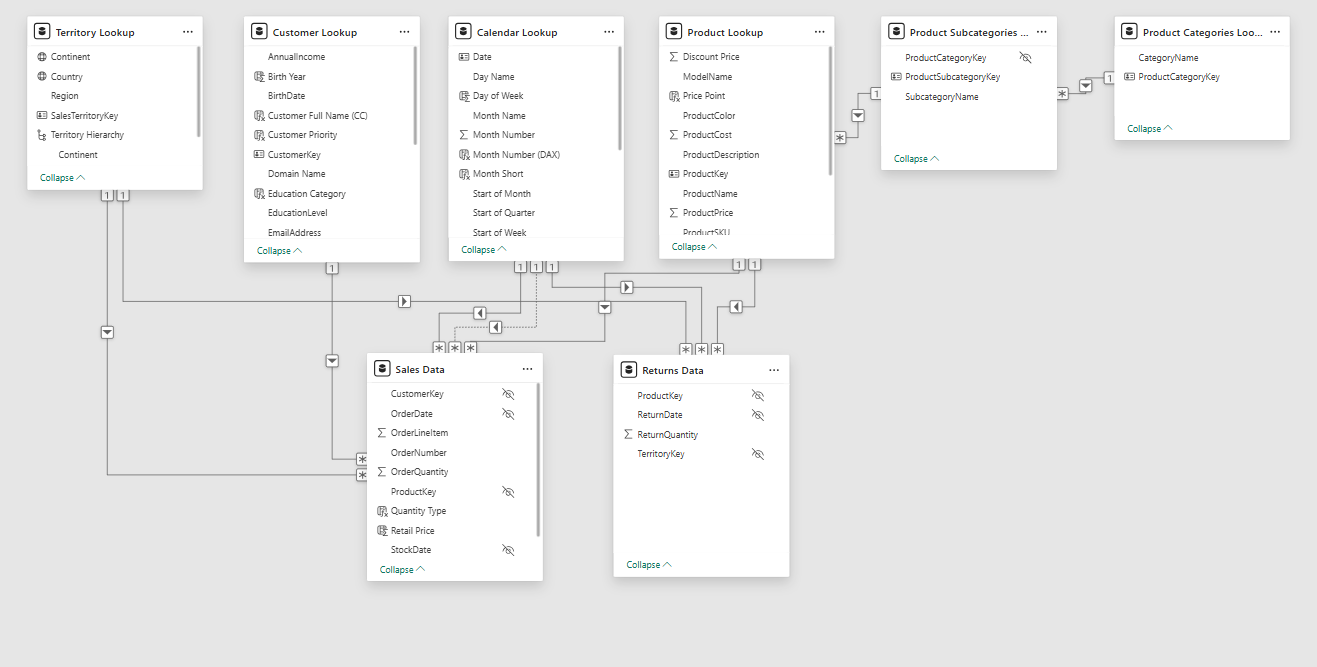 Territory Lookup
Continent
Country
Region
SalesTerritoryKey
Territory Hierarchy
Continent
Collapse
Customer Lookup
AnnualIncome
Birth Year
BirthDate
Customer Full Name (CC)
Customer Priority
CustomerKey
Domain Name
Education Category
EducationLevel
EmailAddress
Collapse
Calendar Lookup
Date
Day Name
Day of Week
Month Name
Month Number
Month Number (DAX)
Month Short
Start of Month
Start of Quarter
Start of Week
Collapse
Product Lookup
Discount Price
ModelName
Price Point
ProductColor
ProductCost
ProductDescription
ProductKey
ProductName
ProductPrice
ProductSKU
Collapse
Product Subcategories ...
ProductCategoryKey
ProductSubcategoryKey
SubcategoryName
Collapse
Product Categories Loo...
CategoryName
ProductCategoryKey
Collapse
1
*
1
*
1 1
1
1 1 1
1 1
* * *
* * *
*
*
Sales Data
CustomerKey
OrderDate
OrderLineItem
OrderNumber
OrderQuantity
ProductKey
Quantity Type
Retail Price
StockDate
Collapse
Returns Data
ProductKey
ReturnDate
ReturnQuantity
TerritoryKey
Collapse